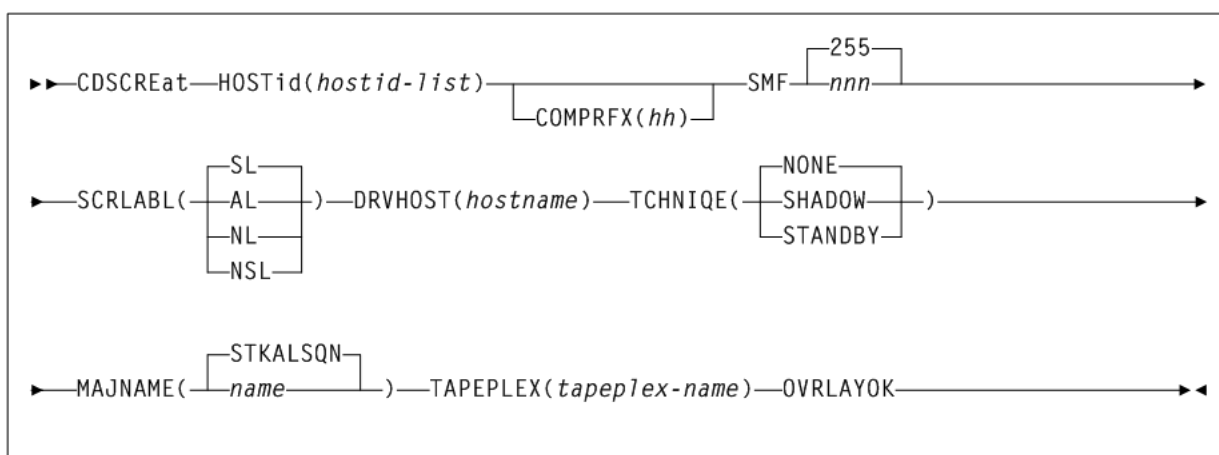 255
CDSCREat HOSTid(hostid-list) SMF nnn
COMPRFX(hh)
SL NONE
SCRLABL( AL ) DRVHOST(hostname) TCHNIQE( SHADOW )
NL STANDBY
NSL
STKALSQN
MAJNAME( name ) TAPEPLEX(tapeplex-name) OVRLAYOK